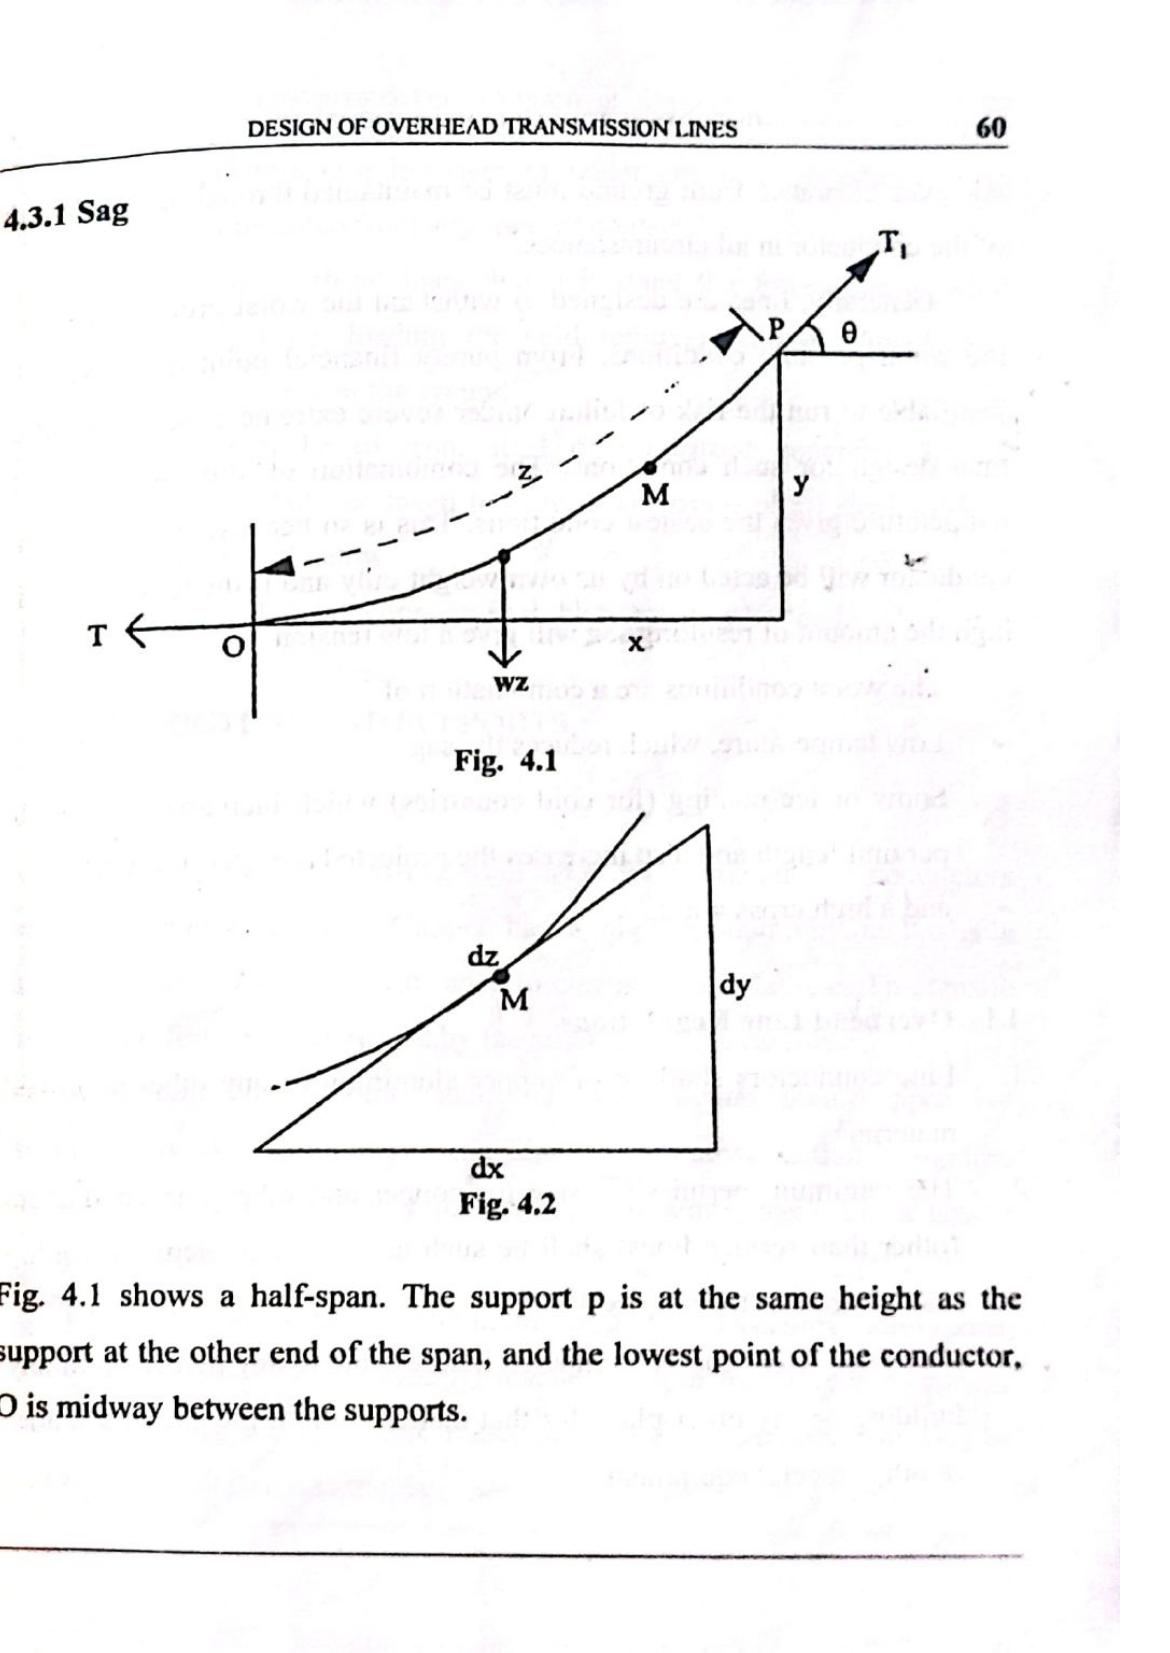 DESIGN OF OVERHEAD TRANSMISSION LINES 60
4.3.1 Sag
T₁
P
θ
z
M
y
T
O
x
wz
Fig. 4.1
dz
M
dy
dx
Fig. 4.2
Fig. 4.1 shows a half-span. The support p is at the same height as the
support at the other end of the span, and the lowest point of the conductor,
O is midway between the supports.